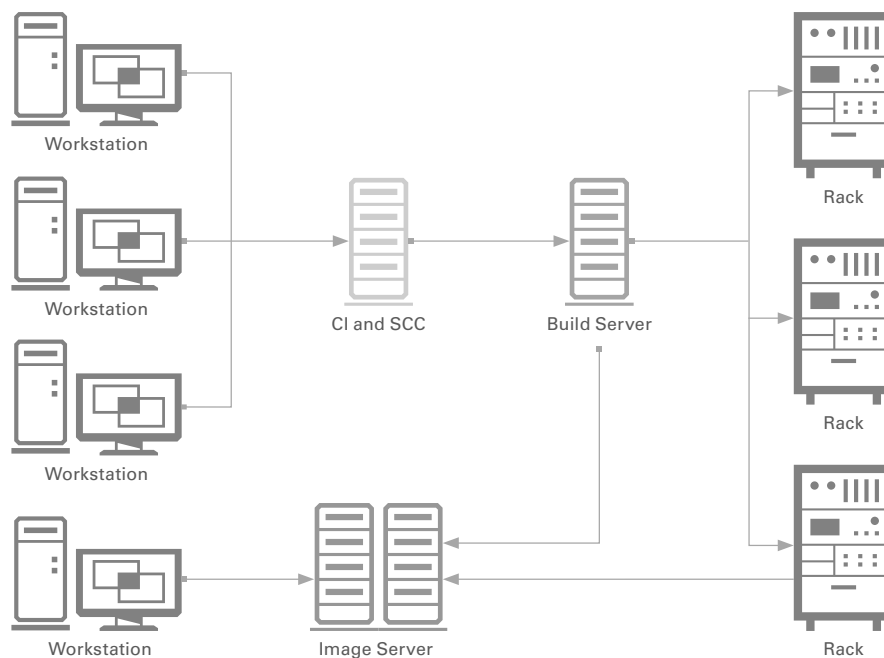 Workstation
Rack
Workstation
CI and SCC
Build Server
Rack
Workstation
Workstation
Image Server
Rack